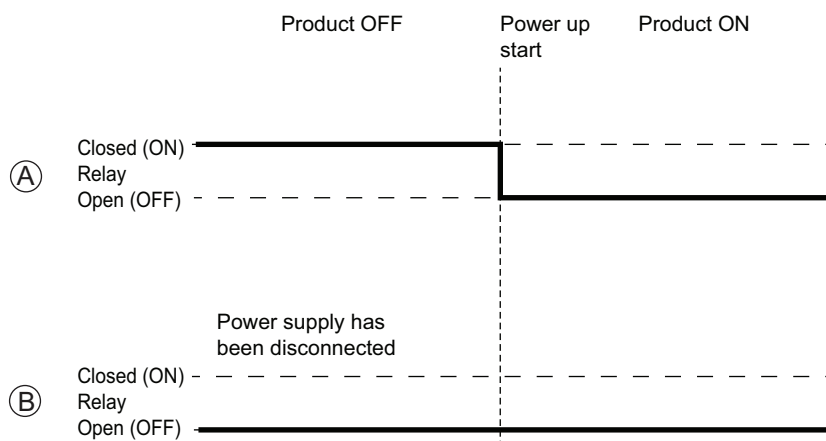 Product OFF
Power up
start
Product ON
A
Closed (ON)
Relay
Open (OFF)
Power supply has
been disconnected
B
Closed (ON)
Relay
Open (OFF)